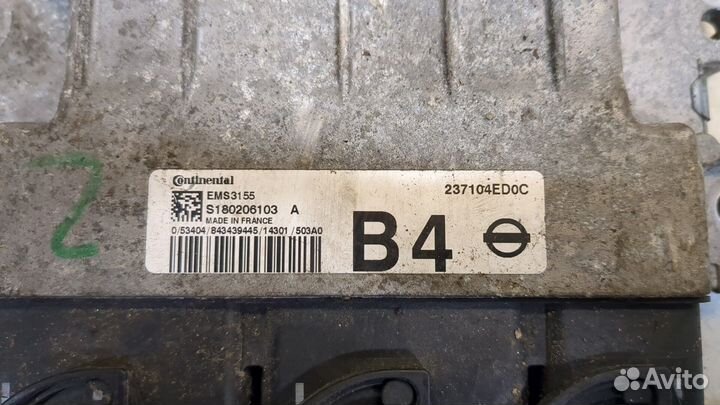 Continental
EMS3155
237104ED0C
S180206103 A
MADE IN FRANCE
0/53404/843439445/14301/503A0
B4
Z
Avito